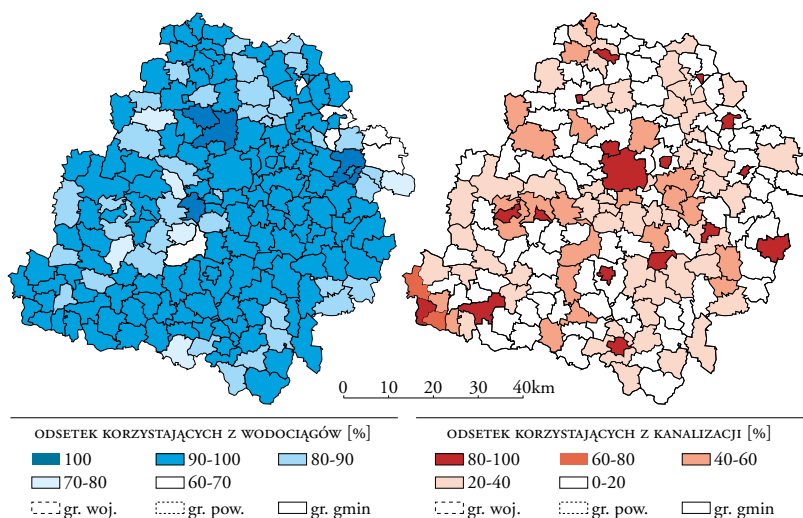 0 10 20 30 40km
ODSETEK KORZYSTAJĄCYCH Z WODOCIĄGÓW [%]
100 90-100 80-90
70-80 60-70
gr. woj. gr. pow. gr. gmin
ODSETEK KORZYSTAJĄCYCH Z KANALIZACJI [%]
80-100 60-80 40-60
20-40 0-20
gr. woj. gr. pow. gr. gmin